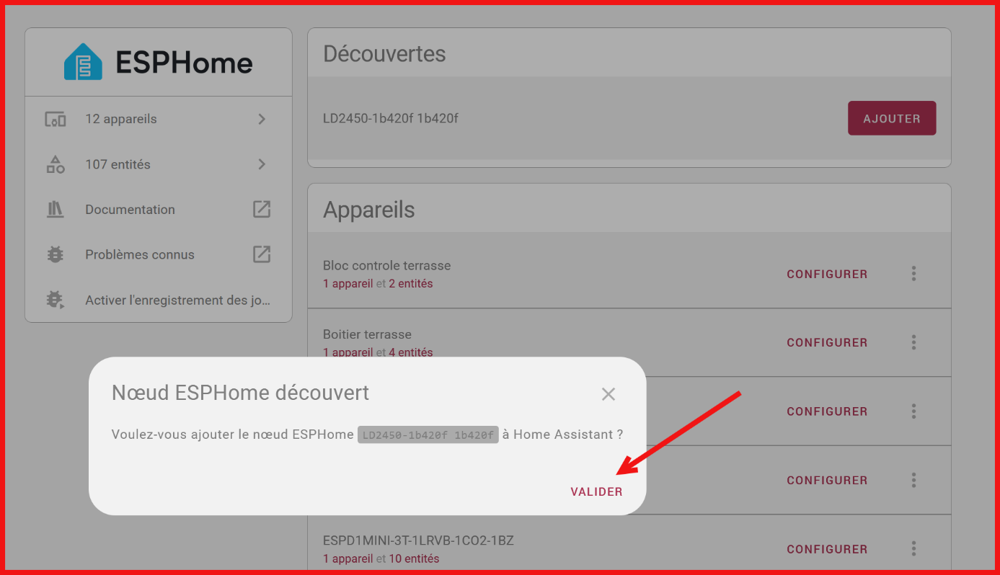 ESPHome
12 appareils
107 entités
Documentation
Problèmes connus
Activer l'enregistrement des jo...
Découvertes
LD2450-1b420f 1b420f
AJOUTER
Appareils
Bloc controle terrasse
1 appareil et 2 entités
CONFIGURER
Boitier terrasse
1 appareil et 4 entités
CONFIGURER
CONFIGURER
CONFIGURER
ESPD1MINI-3T-1LRVB-1CO2-1BZ
1 appareil et 10 entités
CONFIGURER
Nœud ESPHome découvert
Voulez-vous ajouter le nœud ESPHome LD2450-1b420f 1b420f à Home Assistant ?
VALIDER